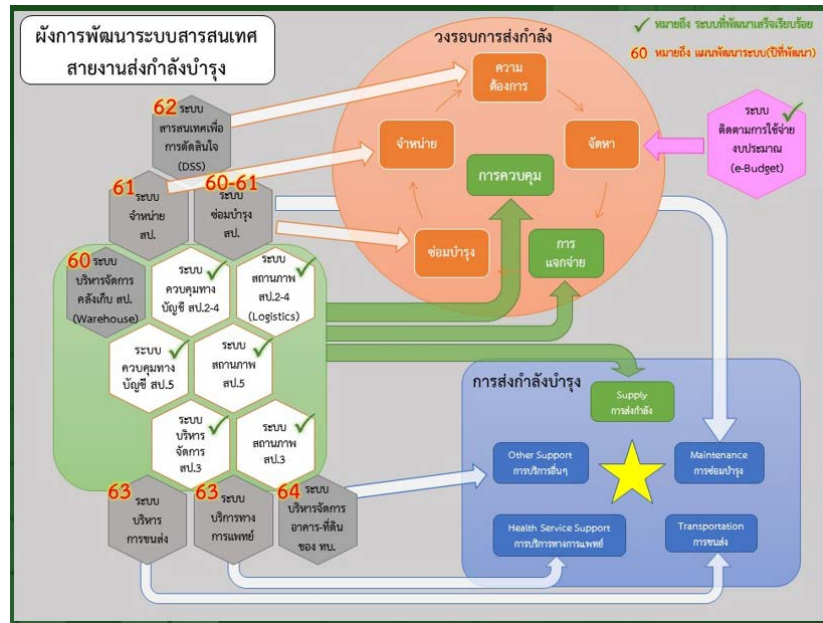 ผังการพัฒนาระบบสารสนเทศ
สายงานส่งกำลังบำรุง
วงรอบการส่งกำลัง
หมายถึง ระบบที่พัฒนาเสร็จเรียบร้อย
60 หมายถึง แผนพัฒนาระบบ(ปีที่พัฒนา)
ความ
ต้องการ
จัดหา
การ
แจกจ่าย
ซ่อมบำรุง
จำหน่าย
การควบคุม
ระบบ
ติดตามการใช้จ่าย
งบประมาณ
(e-Budget)
62 ระบบ
สารสนเทศเพื่อ
การตัดสินใจ
(DSS)
61 ระบบ
จำหน่าย
สป.
60-61
ระบบ
ซ่อมบำรุง
สป.
60 ระบบ
บริหารจัดการ
คลังเก็บ สป.
(Warehouse)
ระบบ
ควบคุมทาง
บัญชี สป.2-4
ระบบ
สถานภาพ
สป.2-4
(Logistics)
ระบบ
ควบคุมทาง
บัญชี สป.5
ระบบ
สถานภาพ
สป.5
ระบบ
บริหาร
จัดการ
สป.3
ระบบ
สถานภาพ
สป.3
63 ระบบ
บริหาร
การขนส่ง
63 ระบบ
บริการทาง
การแพทย์
64 ระบบ
บริหารจัดการ
อาคาร-ที่ดิน
ของ ทบ.
การส่งกำลังบำรุง
Supply
การส่งกำลัง
Other Support
การบริการอื่นๆ
Maintenance
การซ่อมบำรุง
Health Service Support
การบริการทางการแพทย์
Transportation
การขนส่ง